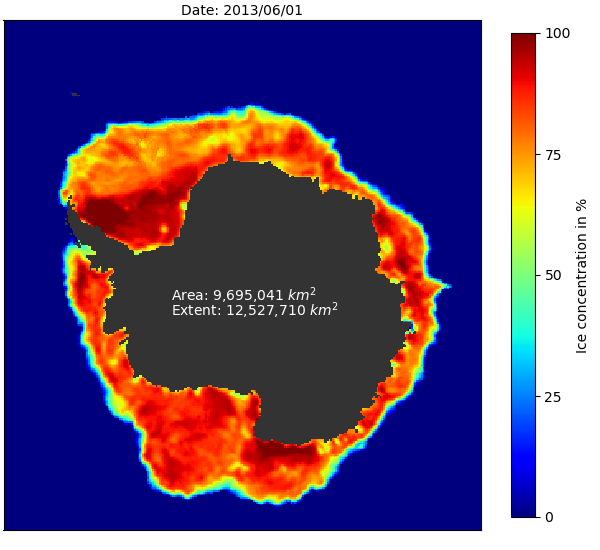 Date: 2013/06/01
100
75
50
25
0
Ice concentration in %
Area: 9,695,041 km²
Extent: 12,527,710 km²